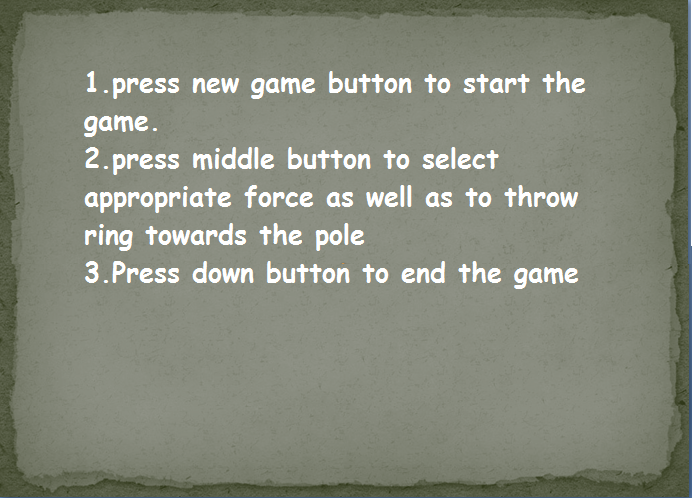 1.press new game button to start the
game.
2.press middle button to select
appropriate force as well as to throw
ring towards the pole
3.Press down button to end the game